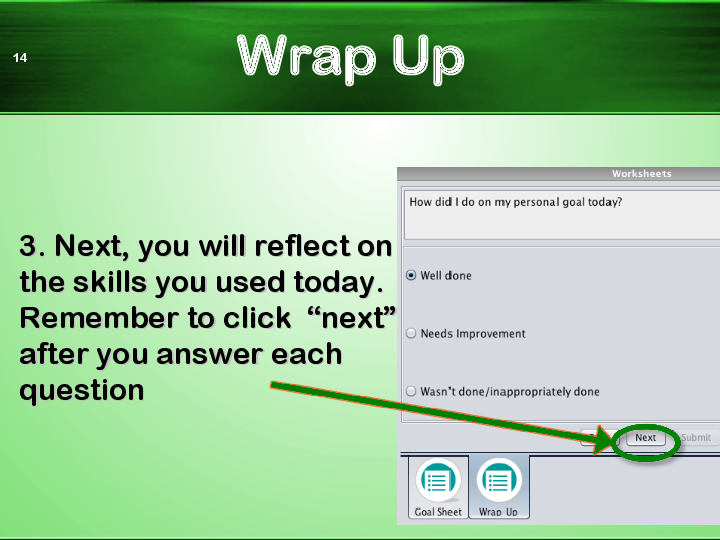 14
Wrap Up
3. Next, you will reflect on
the skills you used today.
Remember to click “next”
after you answer each
question
Worksheets
How did I do on my personal goal today?
Well done
Needs Improvement
Wasn't done/inappropriately done
Next
Submit
Goal Sheet
Wrap Up